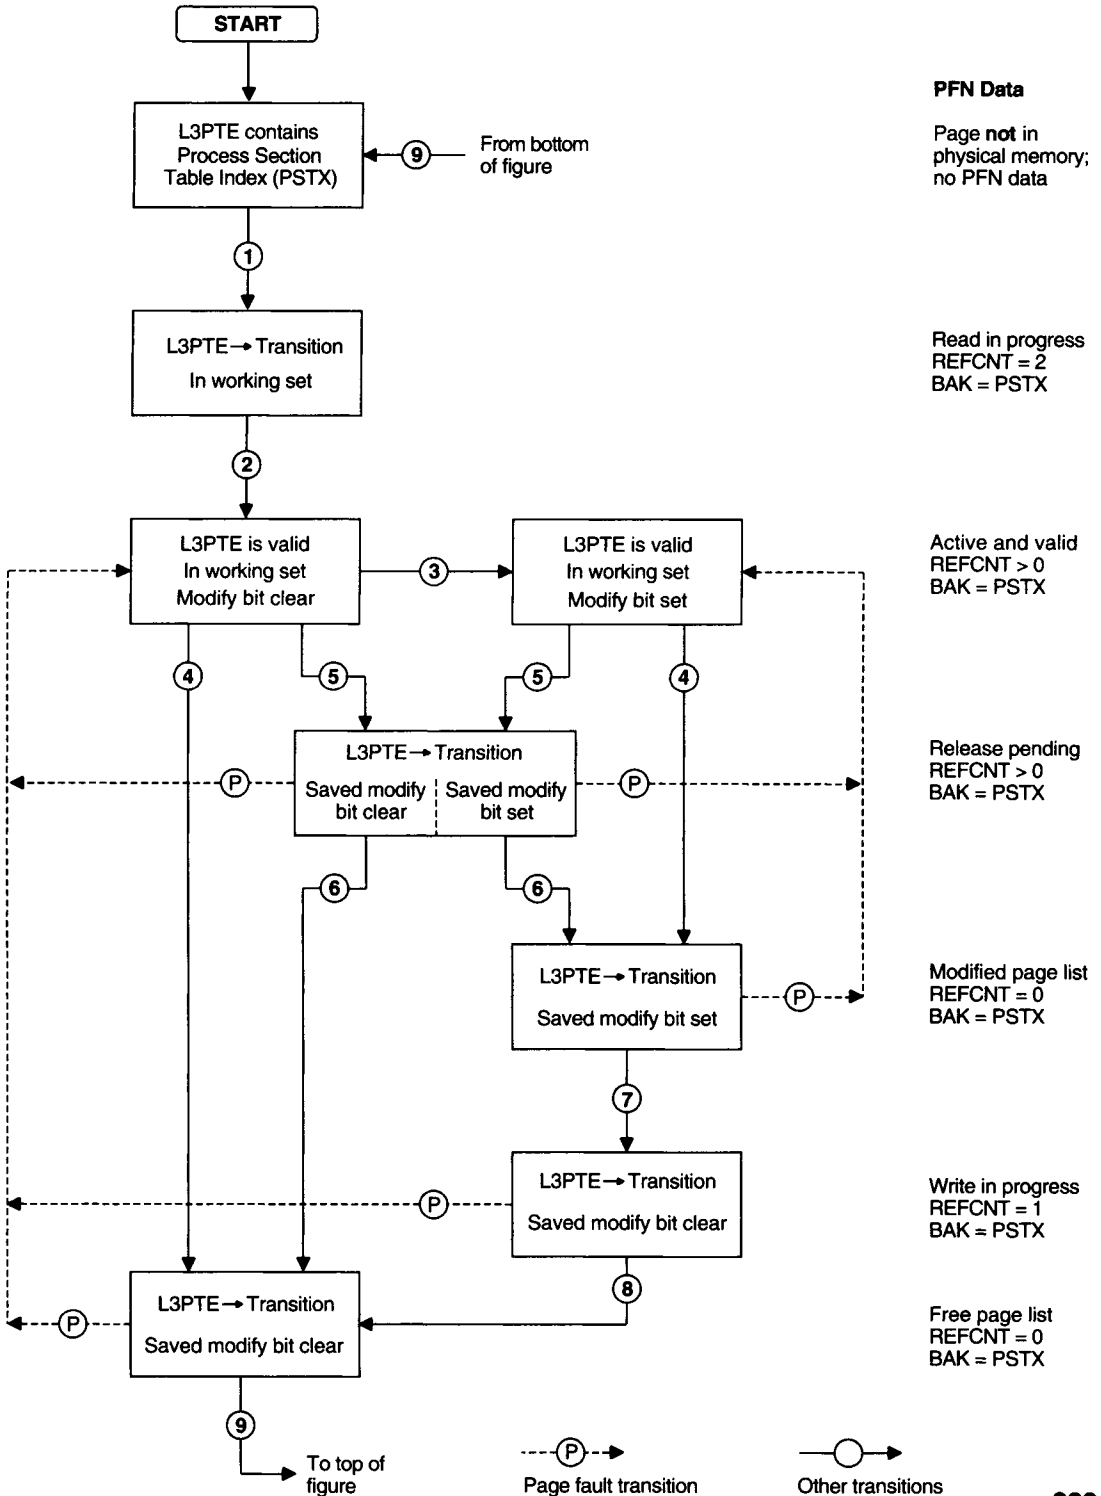 START
PFN Data
L3PTE contains
Process Section
Table Index (PSTX)
9
From bottom
of figure
Page not in
physical memory;
no PFN data
1
L3PTE → Transition
In working set
Read in progress
REFCNT = 2
BAK = PSTX
2
L3PTE is valid
In working set
Modify bit clear
3
L3PTE is valid
In working set
Modify bit set
Active and valid
REFCNT > 0
BAK = PSTX
4
5
5
4
L3PTE → Transition
P
Saved modify
bit clear
Saved modify
bit set
P
Release pending
REFCNT > 0
BAK = PSTX
6
6
L3PTE → Transition
Saved modify bit set
P
Modified page list
REFCNT = 0
BAK = PSTX
7
P
L3PTE → Transition
Saved modify bit clear
Write in progress
REFCNT = 1
BAK = PSTX
8
P
L3PTE → Transition
Saved modify bit clear
Free page list
REFCNT = 0
BAK = PSTX
9
To top of
figure
P
Page fault transition
Other transitions